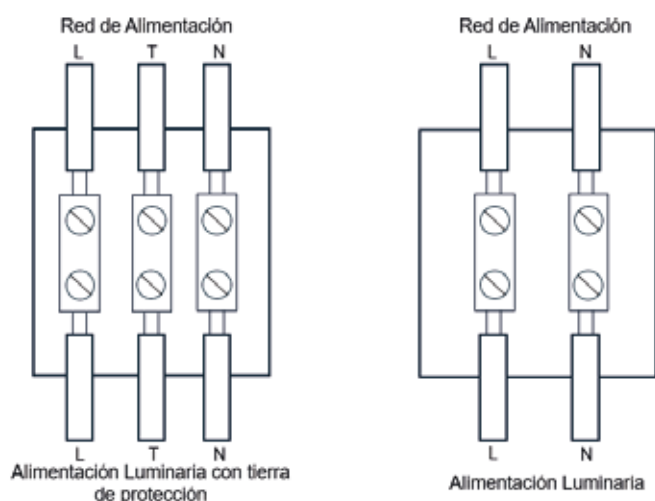 Red de Alimentación
L T N
L T N
Alimentación Luminaria con tierra
de protección
Red de Alimentación
L N
L N
Alimentación Luminaria